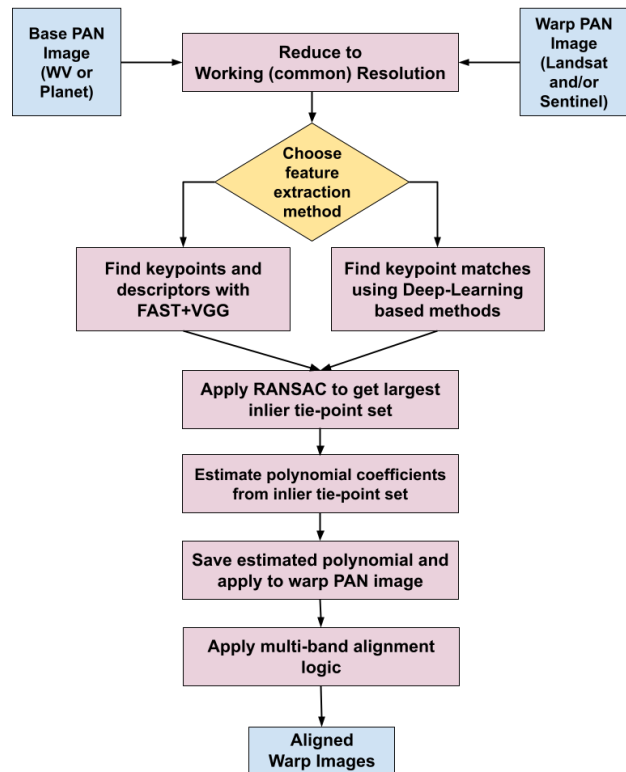 Base PAN
Image
(WV or
Planet)
Reduce to
Working (common) Resolution
Warp PAN
Image
(Landsat
and/or
Sentinel)
Choose
feature
extraction
method
Find keypoints and
descriptors with
FAST+VGG
Find keypoint matches
using Deep-Learning
based methods
Apply RANSAC to get largest
inlier tie-point set
Estimate polynomial coefficients
from inlier tie-point set
Save estimated polynomial and
apply to warp PAN image
Apply multi-band alignment
logic
Aligned
Warp Images